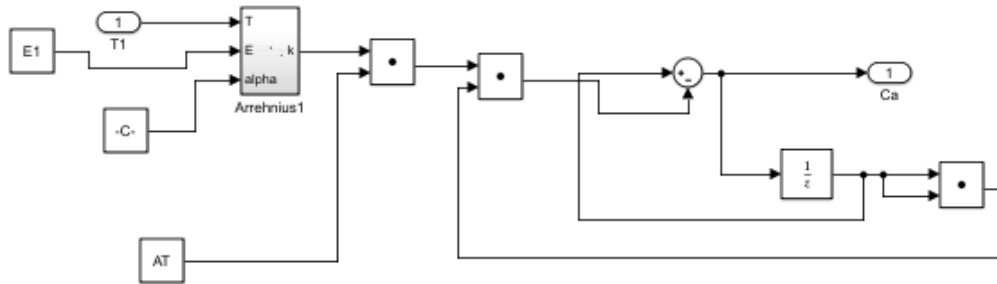 1
T1
E1
T
E
k
alpha
Arrehnius1
-C-
AT
+
-
1
Ca
1
z